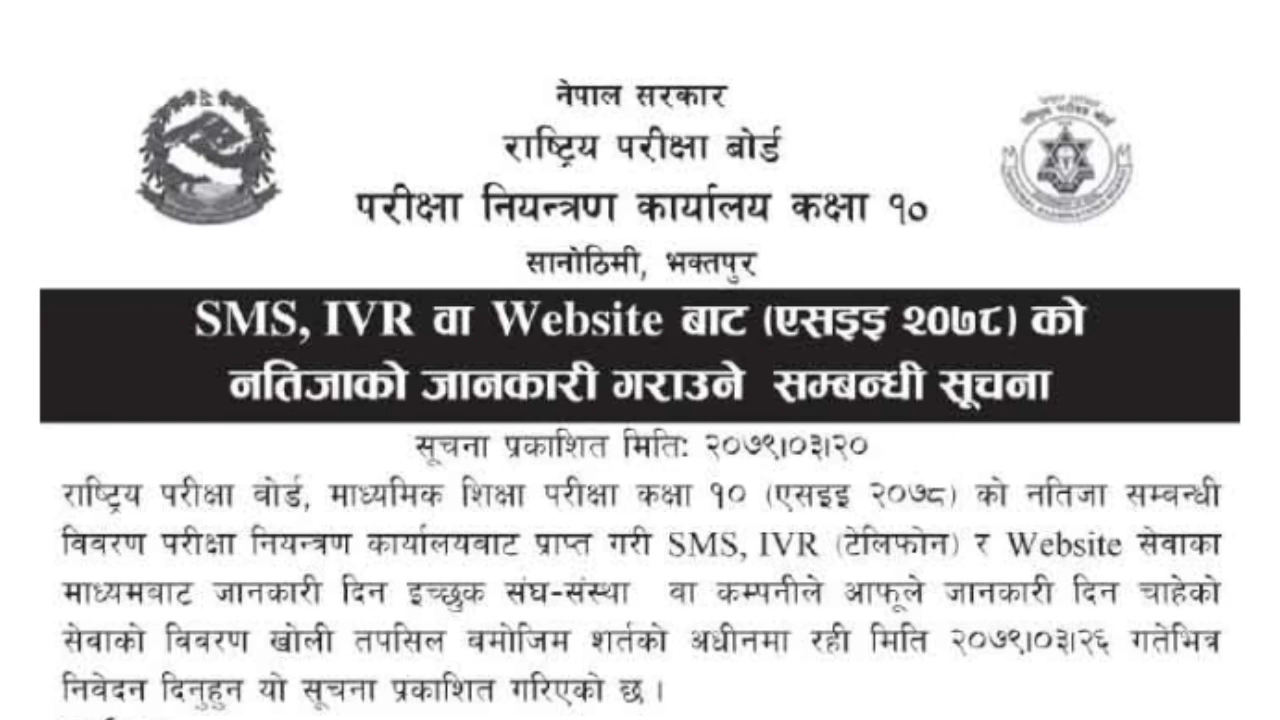 नेपाल सरकार
राष्ट्रिय परीक्षा बोर्ड
परीक्षा नियन्त्रण कार्यालय कक्षा १०
सानोठिमी, भक्तपुर
SMS, IVR वा Website बाट (एसइइ २०७८) को
नतिजाको जानकारी गराउने सम्बन्धी सूचना
सूचना प्रकाशित मिति: २०७९।०३।२०
राष्ट्रिय परीक्षा बोर्ड, माध्यमिक शिक्षा परीक्षा कक्षा १० (एसइइ २०७८) को नतिजा सम्बन्धी
विवरण परीक्षा नियन्त्रण कार्यालयबाट प्राप्त गरी SMS, IVR (टेलिफोन) र Website सेवाका
माध्यमबाट जानकारी दिन इच्छुक संघ-संस्था वा कम्पनीले आफूले जानकारी दिन चाहेको
सेवाको विवरण खोली तपसिल बमोजिम शर्तको अधीनमा रही मिति २०७९।०३।२६ गतेभित्र
निवेदन दिनुहुन यो सूचना प्रकाशित गरिएको छ ।